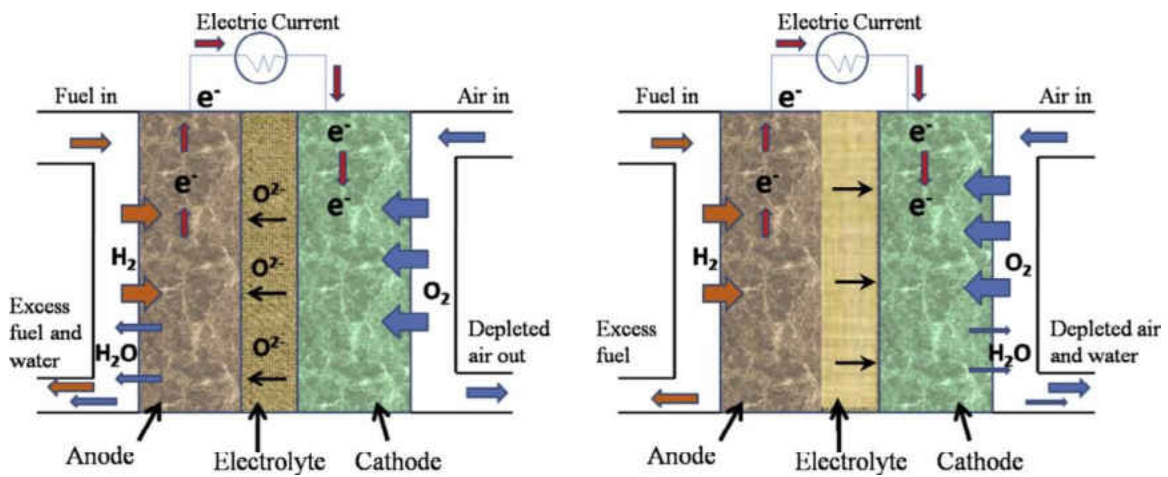 Electric Current
Fuel in
e⁻
Air in
e⁻
O²⁻
e⁻
e⁻
H₂
O²⁻
O₂
Excess
fuel and
water
H₂O
O²⁻
Depleted
air out
Anode
Electrolyte
Cathode
Electric Current
Fuel in
e⁻
Air in
e⁻
e⁻
e⁻
H₂
O₂
Excess
fuel
H₂O
Depleted air
and water
Anode
Electrolyte
Cathode